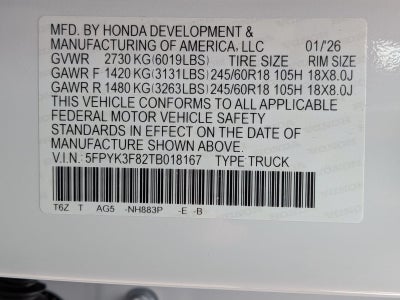 MFD. BY HONDA DEVELOPMENT &
MANUFACTURING OF AMERICA, LLC 01/'26
GVWR 2730 KG (6019LBS) TIRE SIZE RIM SIZE
GAWR F 1420 KG (3131LBS) 245/60R18 105H 18X8.0J
GAWR R 1480 KG (3263LBS) 245/60R18 105H 18X8.0J
THIS VEHICLE CONFORMS TO ALL APPLICABLE
FEDERAL MOTOR VEHICLE SAFETY
STANDARDS IN EFFECT ON THE DATE OF
MANUFACTURE SHOWN ABOVE.
V.I.N. 5FPYK3F82TB018167 TYPE TRUCK
T6Z T AG5 -NH883P -E -B